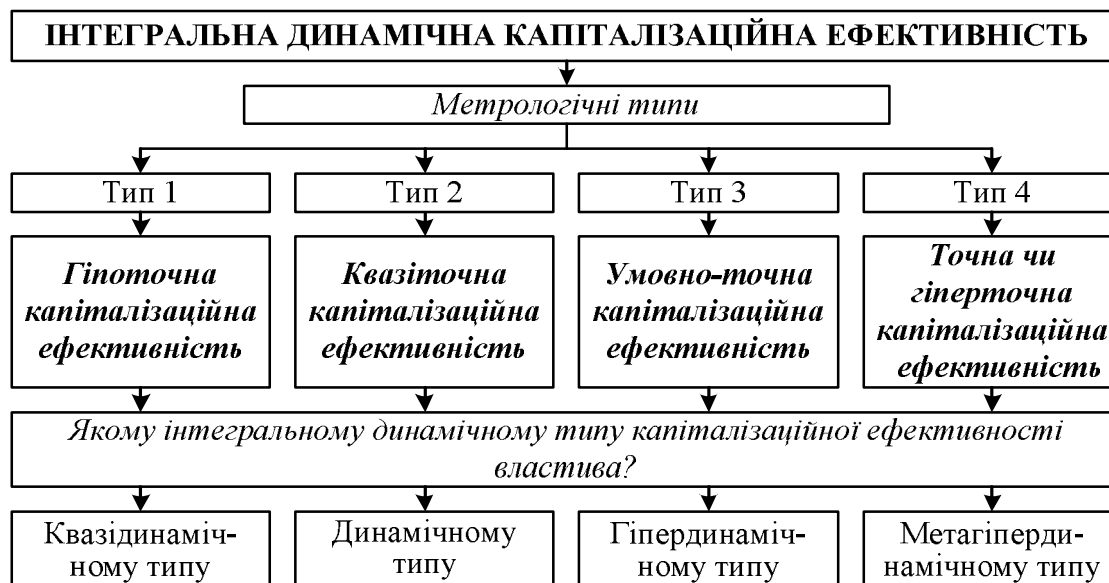 ІНТЕГРАЛЬНА ДИНАМІЧНА КАПІТАЛІЗАЦІЙНА ЕФЕКТИВНІСТЬ
Метрологічні типи
Тип 1
Тип 2
Тип 3
Тип 4
Гіпоточна
капіталізаційна
ефективність
Квазіточна
капіталізаційна
ефективність
Умовно-точна
капіталізаційна
ефективність
Точна чи
гіперточна
капіталізаційна
ефективність
Якому інтегральному динамічному типу капіталізаційної ефективності
властива?
Квазідинаміч-
ному типу
Динамічному
типу
Гіпердинаміч-
ному типу
Метагіперди-
намічному типу